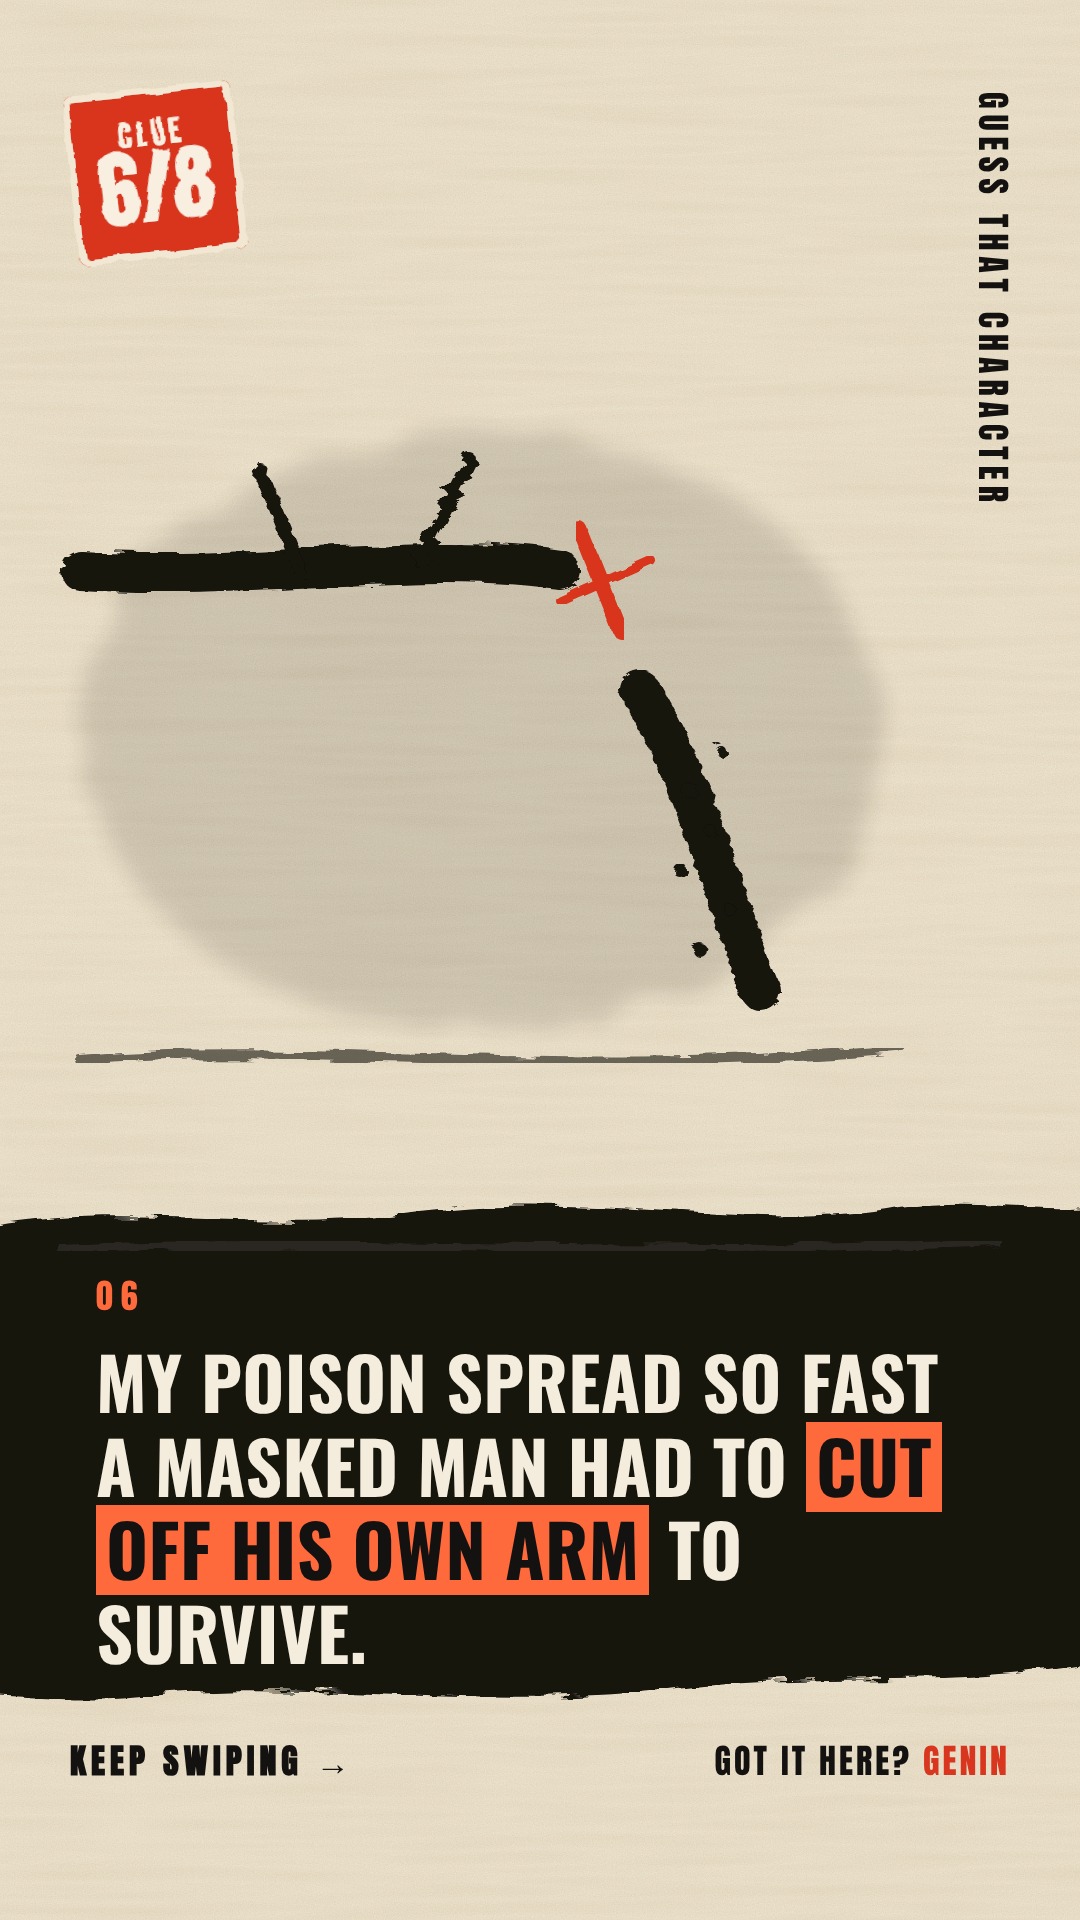 CLUE
6/8
GUESS THAT CHARACTER
06
MY POISON SPREAD SO FAST
A MASKED MAN HAD TO CUT
OFF HIS OWN ARM TO
SURVIVE.
KEEP SWIPING →
GOT IT HERE? GENIN